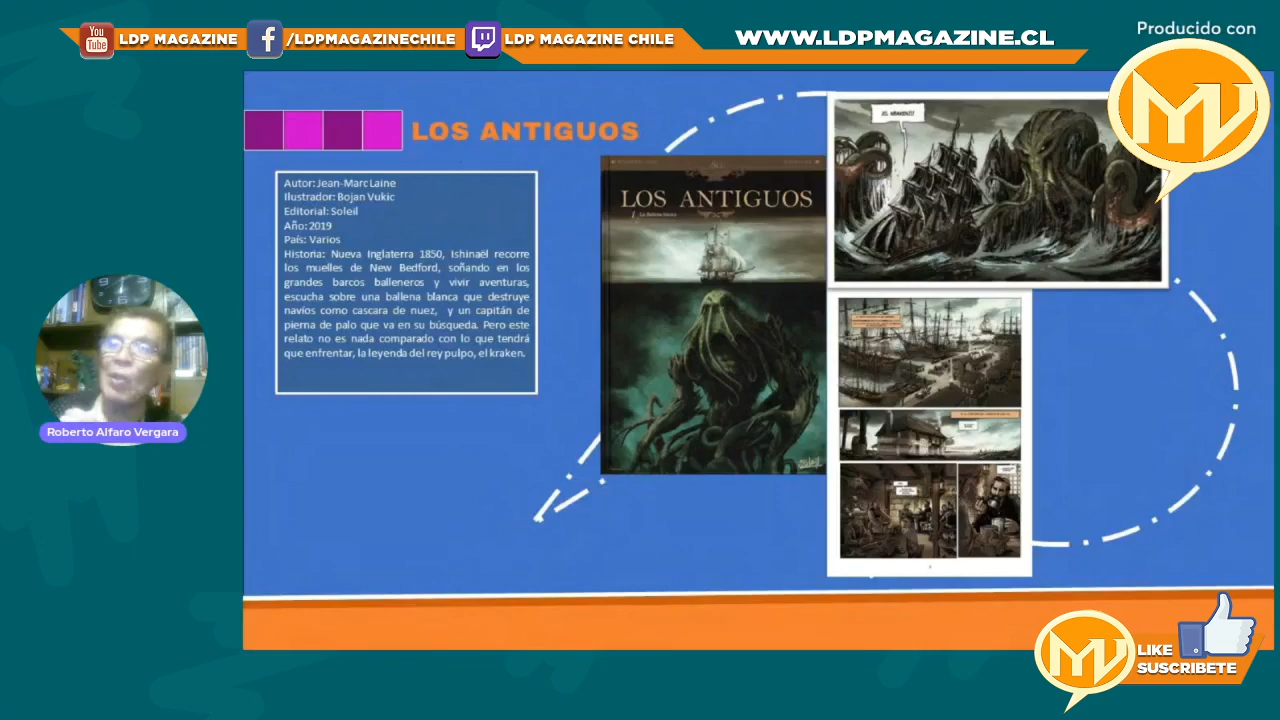 You
Tube
LDP MAGAZINE
f
/LDPMAGAZINECHILE
LDP MAGAZINE CHILE
WWW.LDPMAGAZINE.CL
Producido con
MV
LOS ANTIGUOS
Autor: Jean-Marc Laine
Ilustrador: Bojan Vukic
Editorial: Soleil
Año: 2019
País: Varios
Historia: Nueva Inglaterra 1850, Ishinaël recorre
los muelles de New Bedford, soñando en los
grandes barcos balleneros y vivir aventuras,
escucha sobre una ballena blanca que destruye
navíos como cascara de nuez, y un capitán de
pierna de palo que va en su búsqueda. Pero este
relato no es nada comparado con lo que tendrá
que enfrentar, la leyenda del rey pulpo, el kraken.
LOS ANTIGUOS
Soleil
Roberto Alfaro Vergara
MV
LIKE
SUSCRIBETE